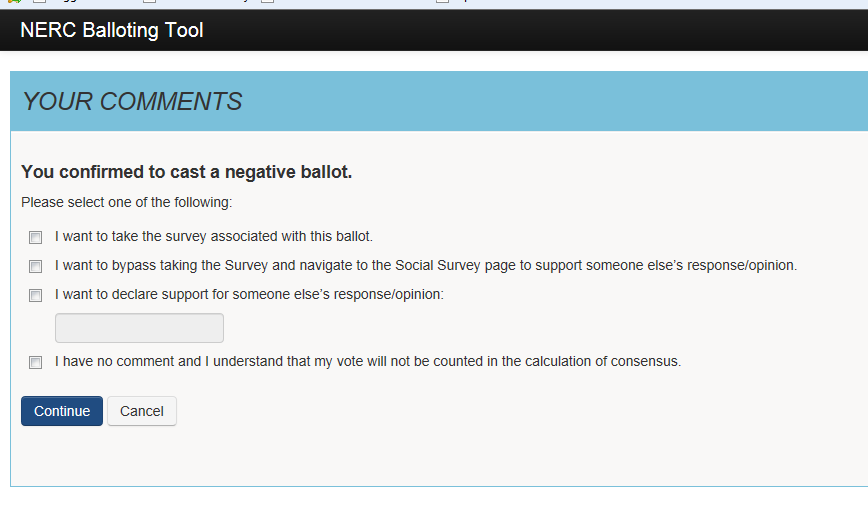 NERC Balloting Tool
YOUR COMMENTS
You confirmed to cast a negative ballot.
Please select one of the following:
I want to take the survey associated with this ballot.
I want to bypass taking the Survey and navigate to the Social Survey page to support someone else’s response/opinion.
I want to declare support for someone else’s response/opinion:
I have no comment and I understand that my vote will not be counted in the calculation of consensus.
Continue Cancel